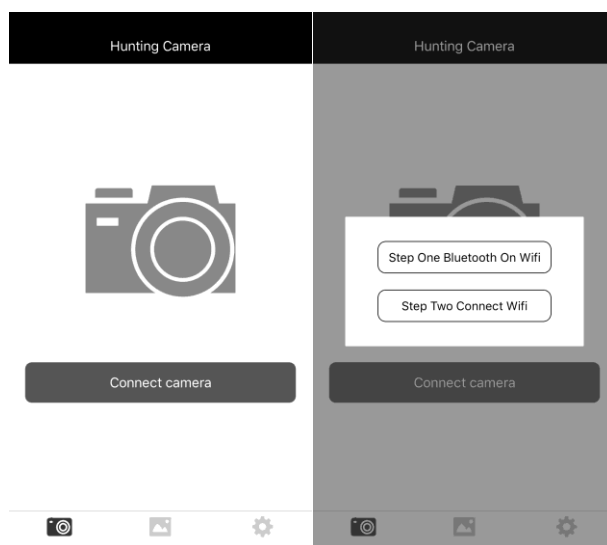 Hunting Camera
Connect camera
Hunting Camera
Step One Bluetooth On Wifi
Step Two Connect Wifi
Connect camera